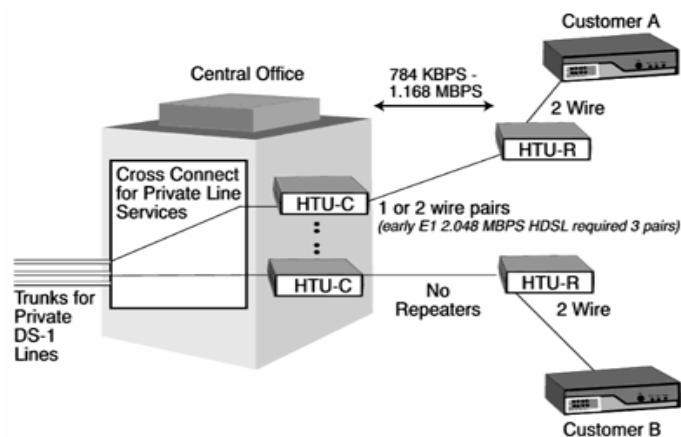 Customer A
784 KBPS -
1.168 MBPS
Central Office
2 Wire
HTU-R
Cross Connect
for Private Line
Services
HTU-C
1 or 2 wire pairs
(early E1 2.048 MBPS HDSL required 3 pairs)
HTU-C
HTU-R
No
Repeaters
2 Wire
Trunks for
Private
DS-1
Lines
Customer B